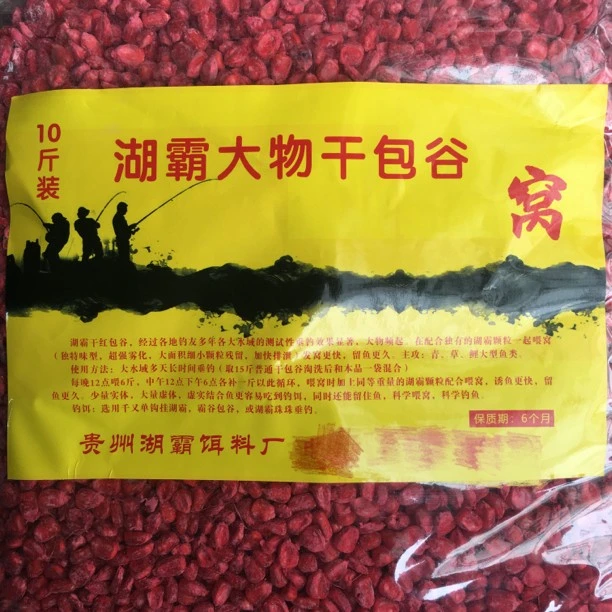 10斤装
湖霸大物干包谷
窝
湖霸干红包谷，经过各地钓友多年各大水域的测试性垂钓效果显著，大物频起，在配合独有的湖霸颗粒一起喂窝
（独特味型，超强雾化，大面积细小颗粒残留，加快排泄）发窝更快，留鱼更久．主攻：青、草、鲤大型鱼类．
使用方法：大水域多天长时间垂钓（取15斤普通干包谷淘洗后和本品一袋混合）
每晚12点喂6斤，中午12点下午6点各补一斤以此循环，喂窝时加上同等重量的湖霸颗粒配合喂窝，诱鱼更快，留
鱼更久．少量实体，大量虚体，虚实结合鱼更容易吃到钓饵，同时还能留住鱼，科学喂窝，科学钓鱼．
钓饵：选用千又单钩挂湖霸，霸谷包谷，或湖霸珠珠垂钓．
保质期：6个月
贵州湖霸饵料厂